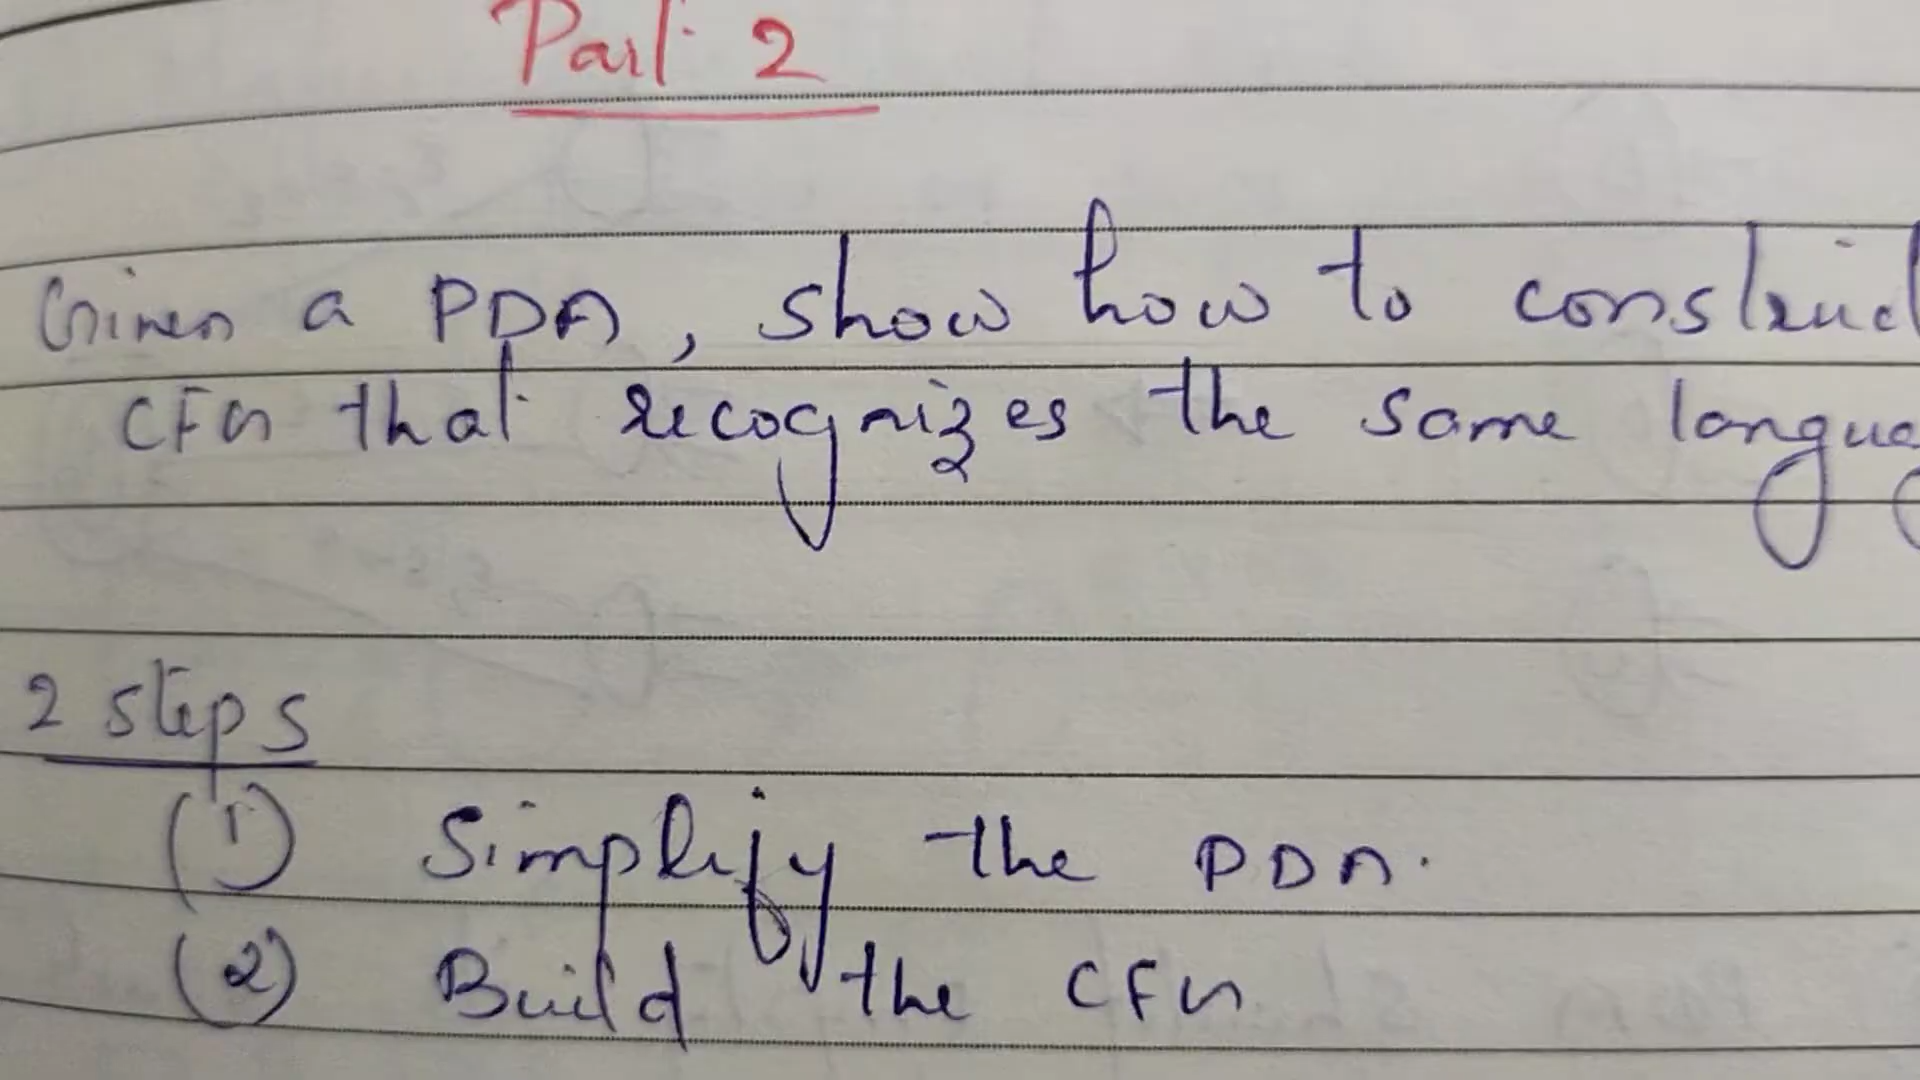 Part 2
Given a PDA, show how to construct
CFG that recognizes the same langua
2 steps
(1) Simplify the PDA.
(2) Build the CFG